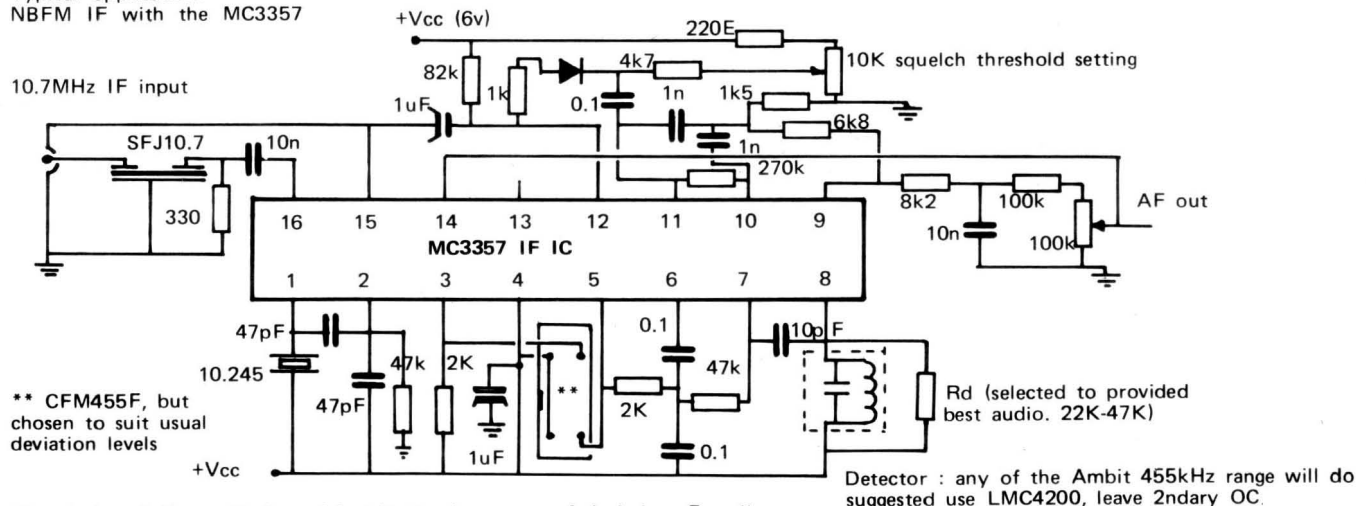 NBFM IF with the MC3357
+Vcc (6v)
220E
10K squelch threshold setting
82k
1k
4k7
10.7MHz IF input
1uF
0.1
1n
1k5
6k8
SFJ10.7
10n
1n
270k
330
8k2
100k
AF out
16
15
14
13
12
11
10
9
10n
100k
MC3357 IF IC
1
2
3
4
5
6
7
8
47pF
0.1
10pF
10.245
47k
2K
47k
**
47pF
2K
Rd (selected to provided
best audio. 22K-47K)
** CFM455F, but
chosen to suit usual
deviation levels
1uF
0.1
+Vcc
Detector : any of the Ambit 455kHz range will do
suggested use LMC4200, leave 2ndary OC.